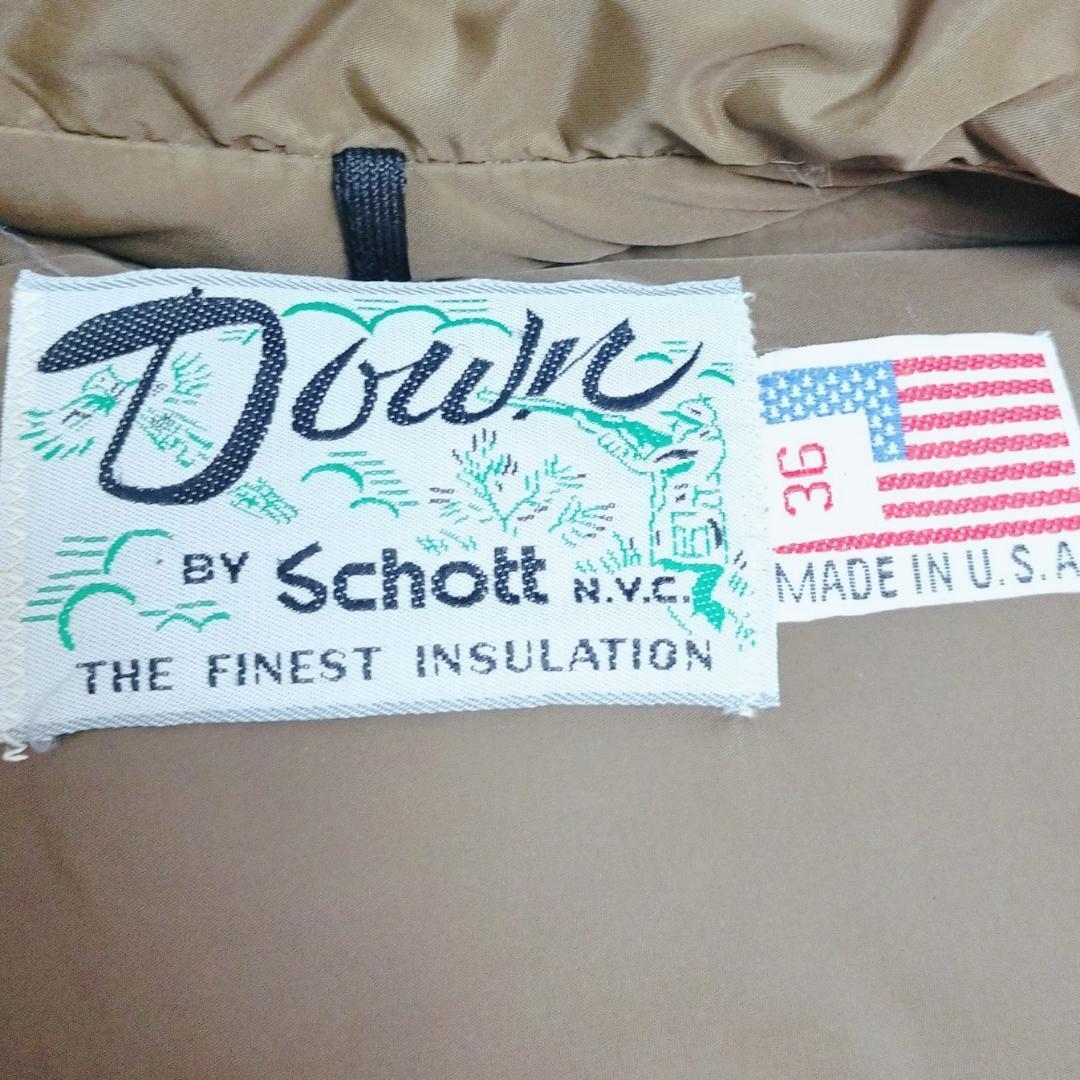 Down
BY Schott N.Y.C.
THE FINEST INSULATION
36
MADE IN U.S.A